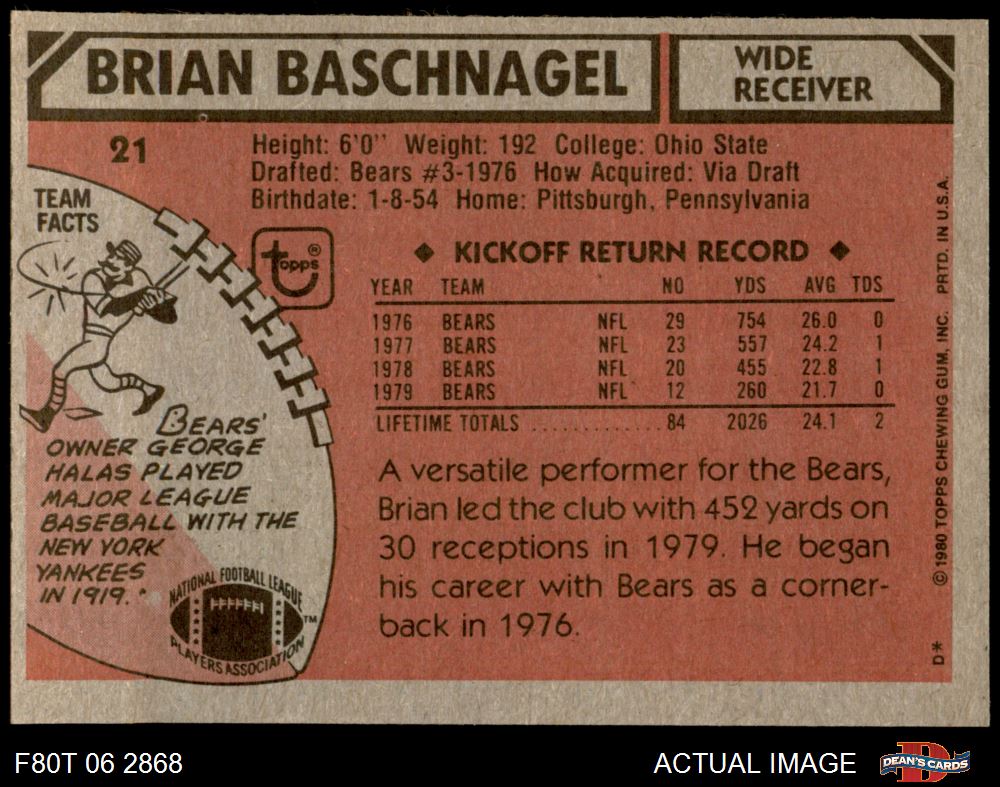 BRIAN BASCHNAGEL
WIDE
RECEIVER
21
Height: 6'0" Weight: 192 College: Ohio State
Drafted: Bears #3-1976 How Acquired: Via Draft
Birthdate: 1-8-54 Home: Pittsburgh, Pennsylvania
TEAM
FACTS
topps®
◆ KICKOFF RETURN RECORD ◆
YEAR TEAM NO YDS AVG TDS
1976 BEARS NFL 29 754 26.0 0
1977 BEARS NFL 23 557 24.2 1
1978 BEARS NFL 20 455 22.8 1
1979 BEARS NFL 12 260 21.7 0
LIFETIME TOTALS ............. 84 2026 24.1 2
BEARS'
OWNER GEORGE
HALAS PLAYED
MAJOR LEAGUE
BASEBALL WITH THE
NEW YORK
YANKEES
IN 1919.
NATIONAL FOOTBALL LEAGUE
PLAYERS ASSOCIATION
TM
A versatile performer for the Bears,
Brian led the club with 452 yards on
30 receptions in 1979. He began
his career with Bears as a corner-
back in 1976.
© 1980 TOPPS CHEWING GUM, INC. PRTD. IN U.S.A.
D*
F80T 06 2868
ACTUAL IMAGE
DEAN'S CARDS